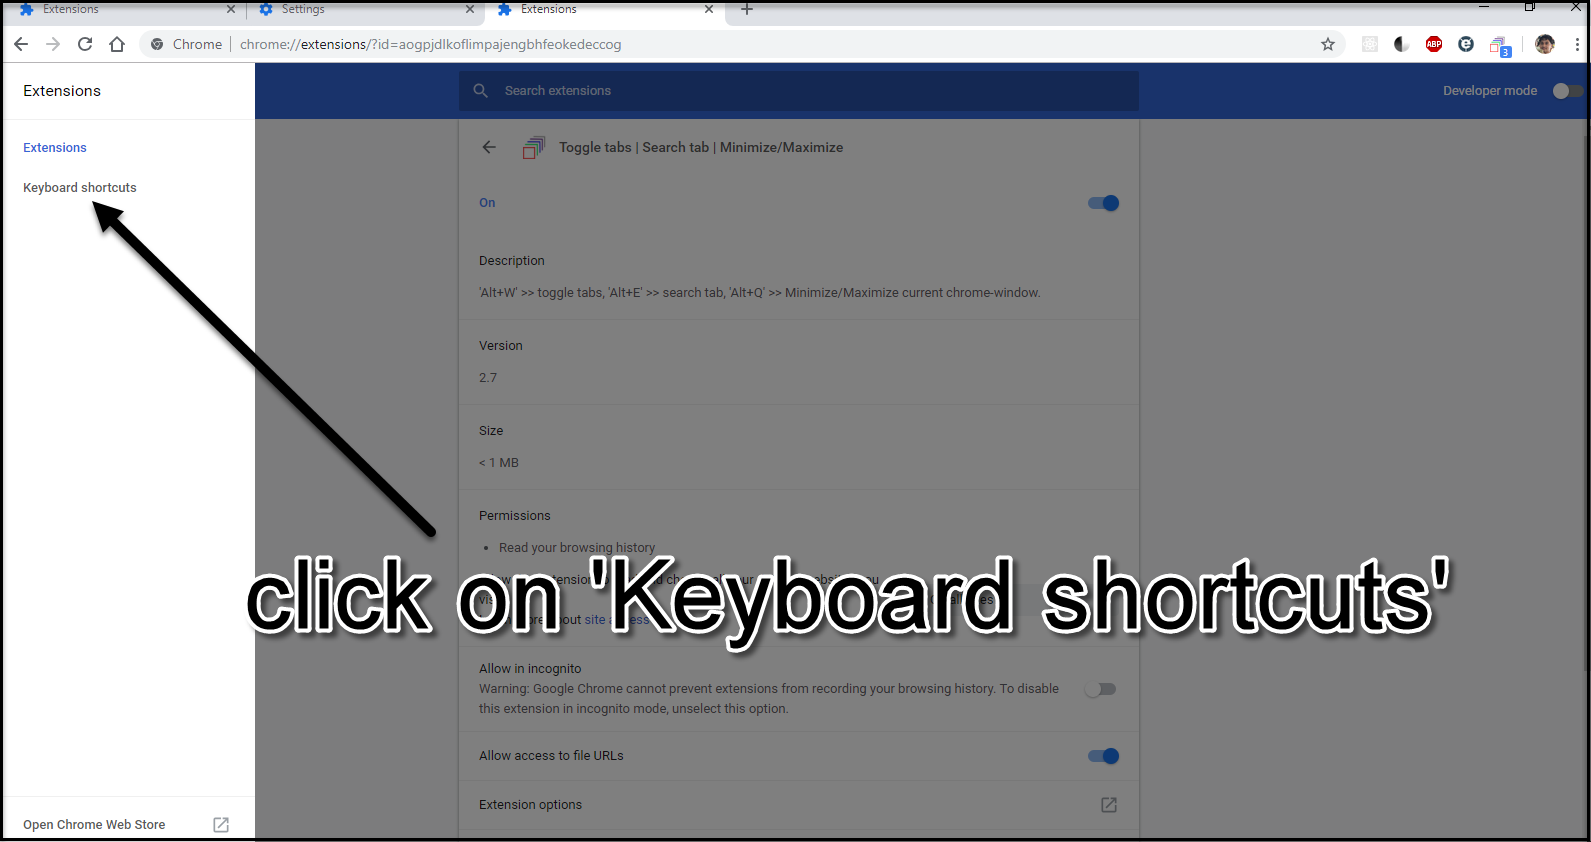 Extensions
Settings
Extensions
Chrome
chrome://extensions/?id=aogpjdlkoflimpajengbhfeokedeccog
ABP
3
Extensions
Search extensions
Developer mode
Extensions
Keyboard shortcuts
Toggle tabs | Search tab | Minimize/Maximize
On
Description
'Alt+W' >> toggle tabs, 'Alt+E' >> search tab, 'Alt+Q' >> Minimize/Maximize current chrome-window.
Version
2.7
Size
< 1 MB
Permissions
• Read your browsing history
click on 'Keyboard shortcuts'
about site access
Allow in incognito
Warning: Google Chrome cannot prevent extensions from recording your browsing history. To disable
this extension in incognito mode, unselect this option.
Allow access to file URLs
Extension options
Open Chrome Web Store